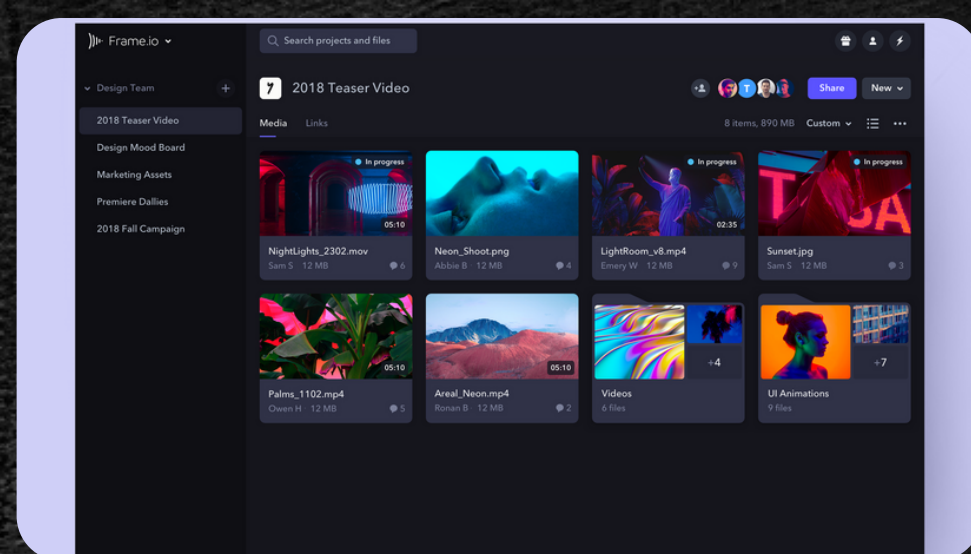 Frame.io
Search projects and files
Design Team
2018 Teaser Video
Design Mood Board
Marketing Assets
Premiere Dallies
2018 Fall Campaign
2018 Teaser Video
T
Share
New
Media
Links
8 items, 890 MB
Custom
In progress
05:10
NightLights_2302.mov
Sam S 12 MB
6
Neon_Shoot.png
Abbie B 12 MB
4
In progress
02:35
LightRoom_v8.mp4
Emery W 12 MB
9
In progress
Sunset.jpg
Sam S 12 MB
3
05:10
Palms_1102.mp4
Owen H 12 MB
5
05:10
Areal_Neon.mp4
Ronan B 12 MB
2
+4
Videos
6 files
+7
UI Animations
9 files